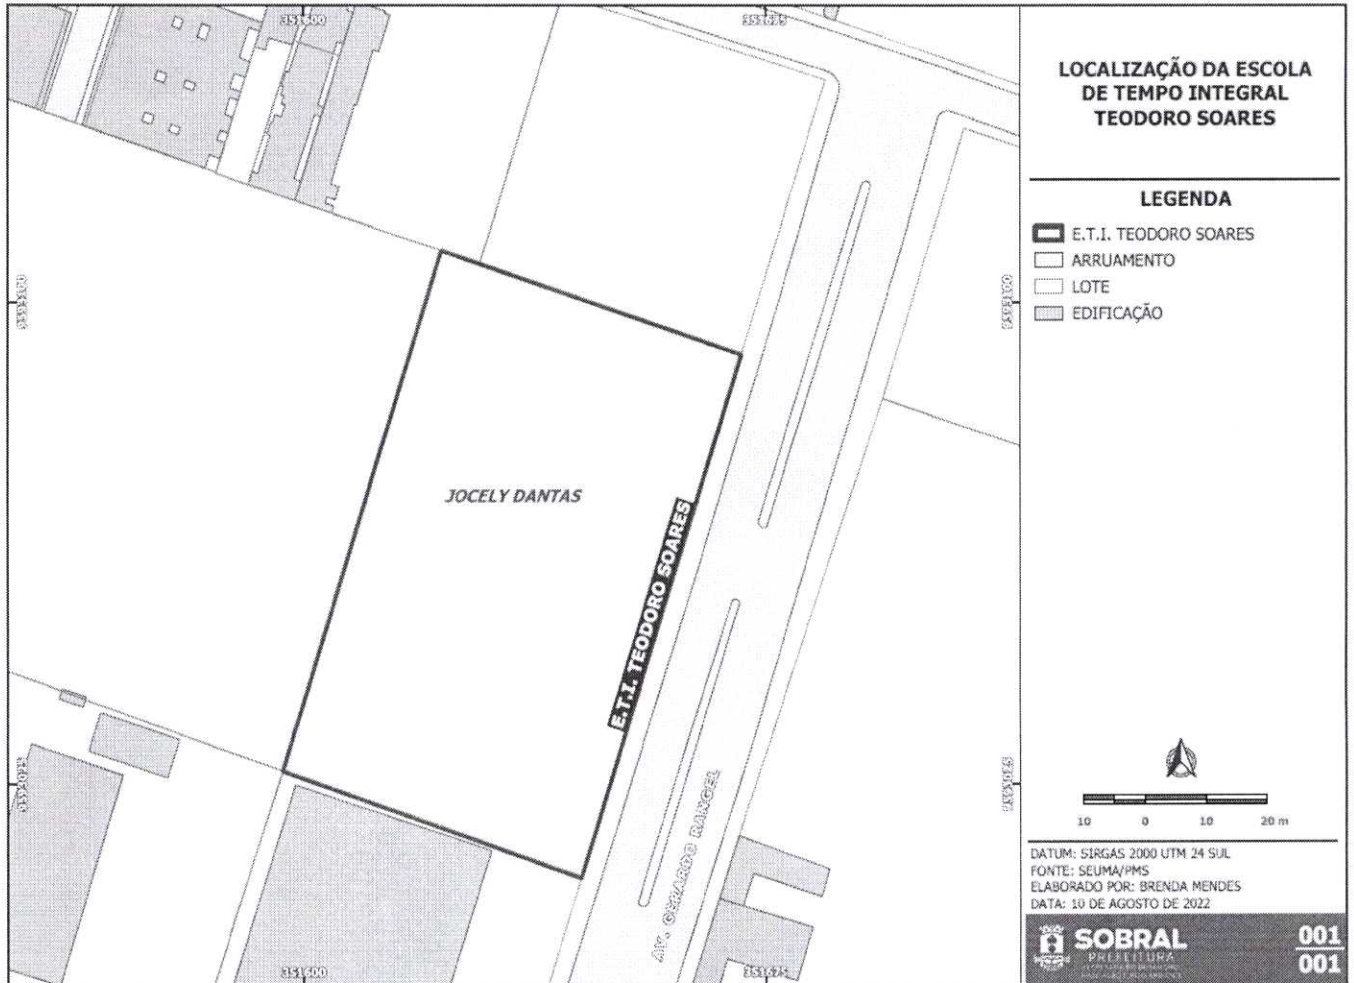 351600
351675
LOCALIZAÇÃO DA ESCOLA
DE TEMPO INTEGRAL
TEODORO SOARES
LEGENDA
E.T.I. TEODORO SOARES
ARRUAMENTO
LOTE
EDIFICAÇÃO
JOCELY DANTAS
E.T.I. TEODORO SOARES
AV. GERARDO RANGEL
10 0 10 20 m
DATUM: SIRGAS 2000 UTM 24 SUL
FONTE: SEUMA/PMS
ELABORADO POR: BRENDA MENDES
DATA: 10 DE AGOSTO DE 2022
SOBRAL
PREFEITURA
001
001
351600
351675